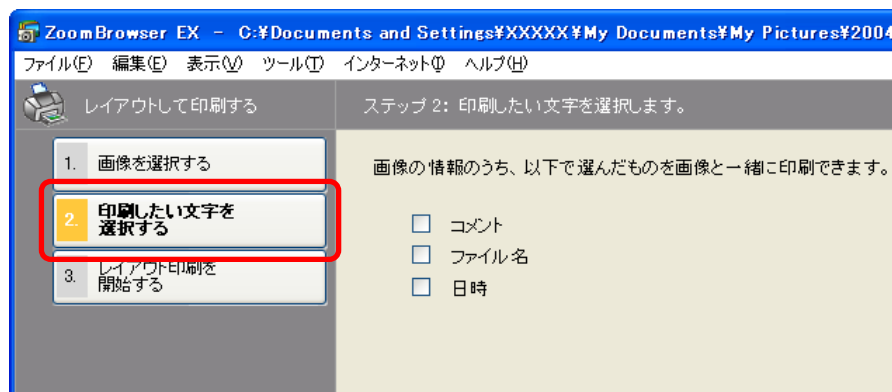 ZoomBrowser EX - C:¥Documents and Settings¥XXXXX¥My Documents¥My Pictures¥2004
ファイル(F) 編集(E) 表示(V) ツール(T) インターネット(I) ヘルプ(H)
レイアウトして印刷する
ステップ 2: 印刷したい文字を選択します。
1. 画像を選択する
2. 印刷したい文字を
選択する
3. レイアウト印刷を
開始する
画像の情報のうち、以下で選んだものを画像と一緒に印刷できます。
コメント
ファイル名
日時